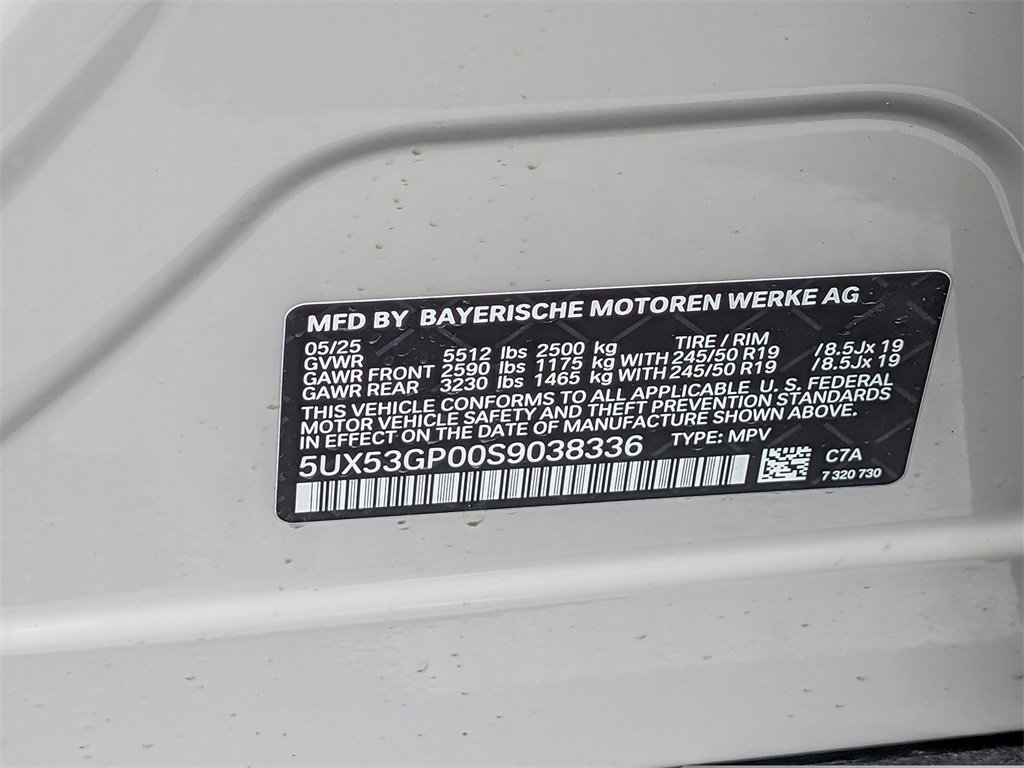 MFD BY BAYERISCHE MOTOREN WERKE AG
05/25 TIRE / RIM
GVWR 5512 lbs 2500 kg
GAWR FRONT 2590 lbs 1175 kg WITH 245/50 R19 /8.5Jx 19
GAWR REAR 3230 lbs 1465 kg WITH 245/50 R19 /8.5Jx 19
THIS VEHICLE CONFORMS TO ALL APPLICABLE U. S. FEDERAL
MOTOR VEHICLE SAFETY AND THEFT PREVENTION STANDARDS
IN EFFECT ON THE DATE OF MANUFACTURE SHOWN ABOVE.
5UX53GP00S9038336 TYPE: MPV
C7A
7 320 730